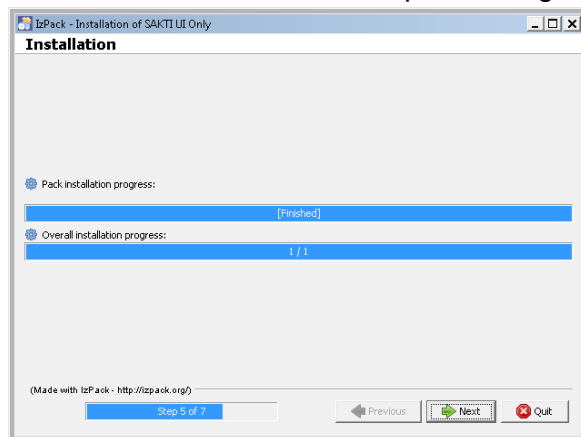 IzPack - Installation of SAKTI UI Only
Installation
Pack installation progress:
[Finished]
Overall installation progress:
1 / 1
(Made with IzPack - http://izpack.org/)
Step 5 of 7
Previous
Next
Quit